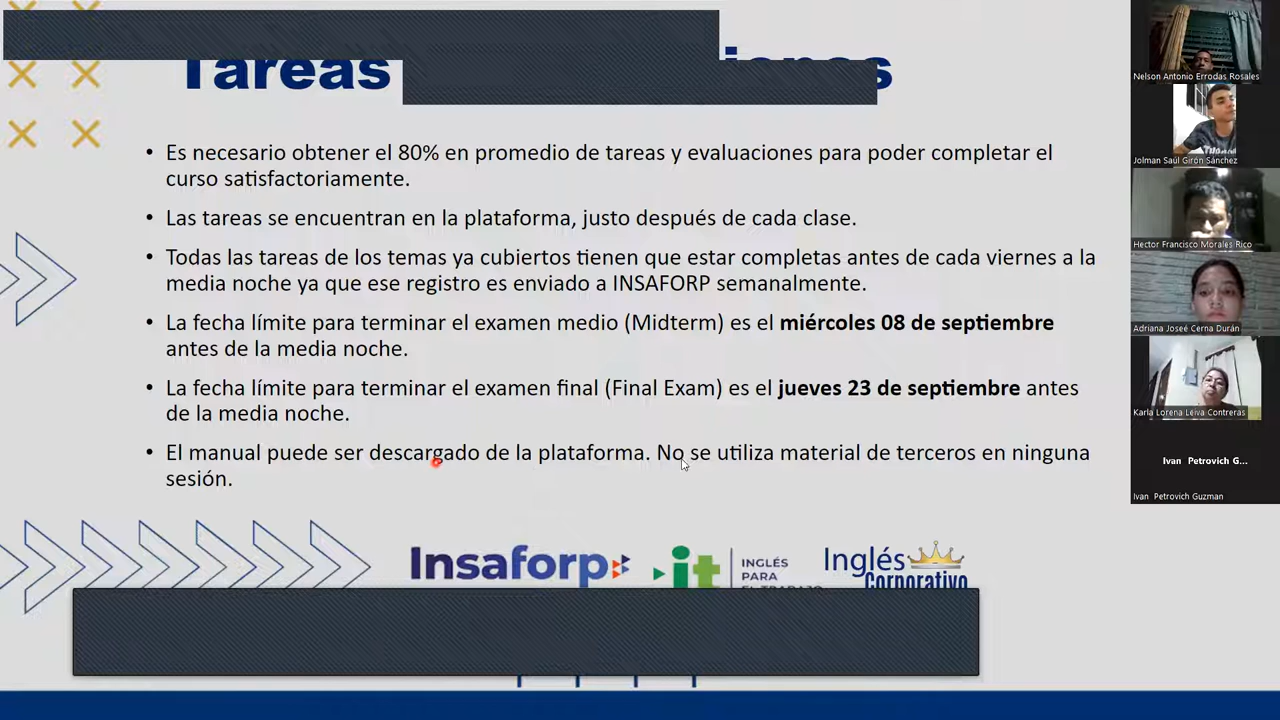 Tareas
• Es necesario obtener el 80% en promedio de tareas y evaluaciones para poder completar el
curso satisfactoriamente.
• Las tareas se encuentran en la plataforma, justo después de cada clase.
• Todas las tareas de los temas ya cubiertos tienen que estar completas antes de cada viernes a la
media noche ya que ese registro es enviado a INSAFORP semanalmente.
• La fecha límite para terminar el examen medio (Midterm) es el miércoles 08 de septiembre
antes de la media noche.
• La fecha límite para terminar el examen final (Final Exam) es el jueves 23 de septiembre antes
de la media noche.
• El manual puede ser descargado de la plataforma. No se utiliza material de terceros en ninguna
sesión.
Insaforp
it
INGLÉS
PARA
EL TRABAJO
Inglés
Corporativo
Nelson Antonio Errodas Rosales
Jolman Saúl Girón Sánchez
Hector Francisco Morales Rico
Adriana Joseé Cerna Durán
Karla Lorena Leiva Contreras
Ivan Petrovich G...
Ivan Petrovich Guzman